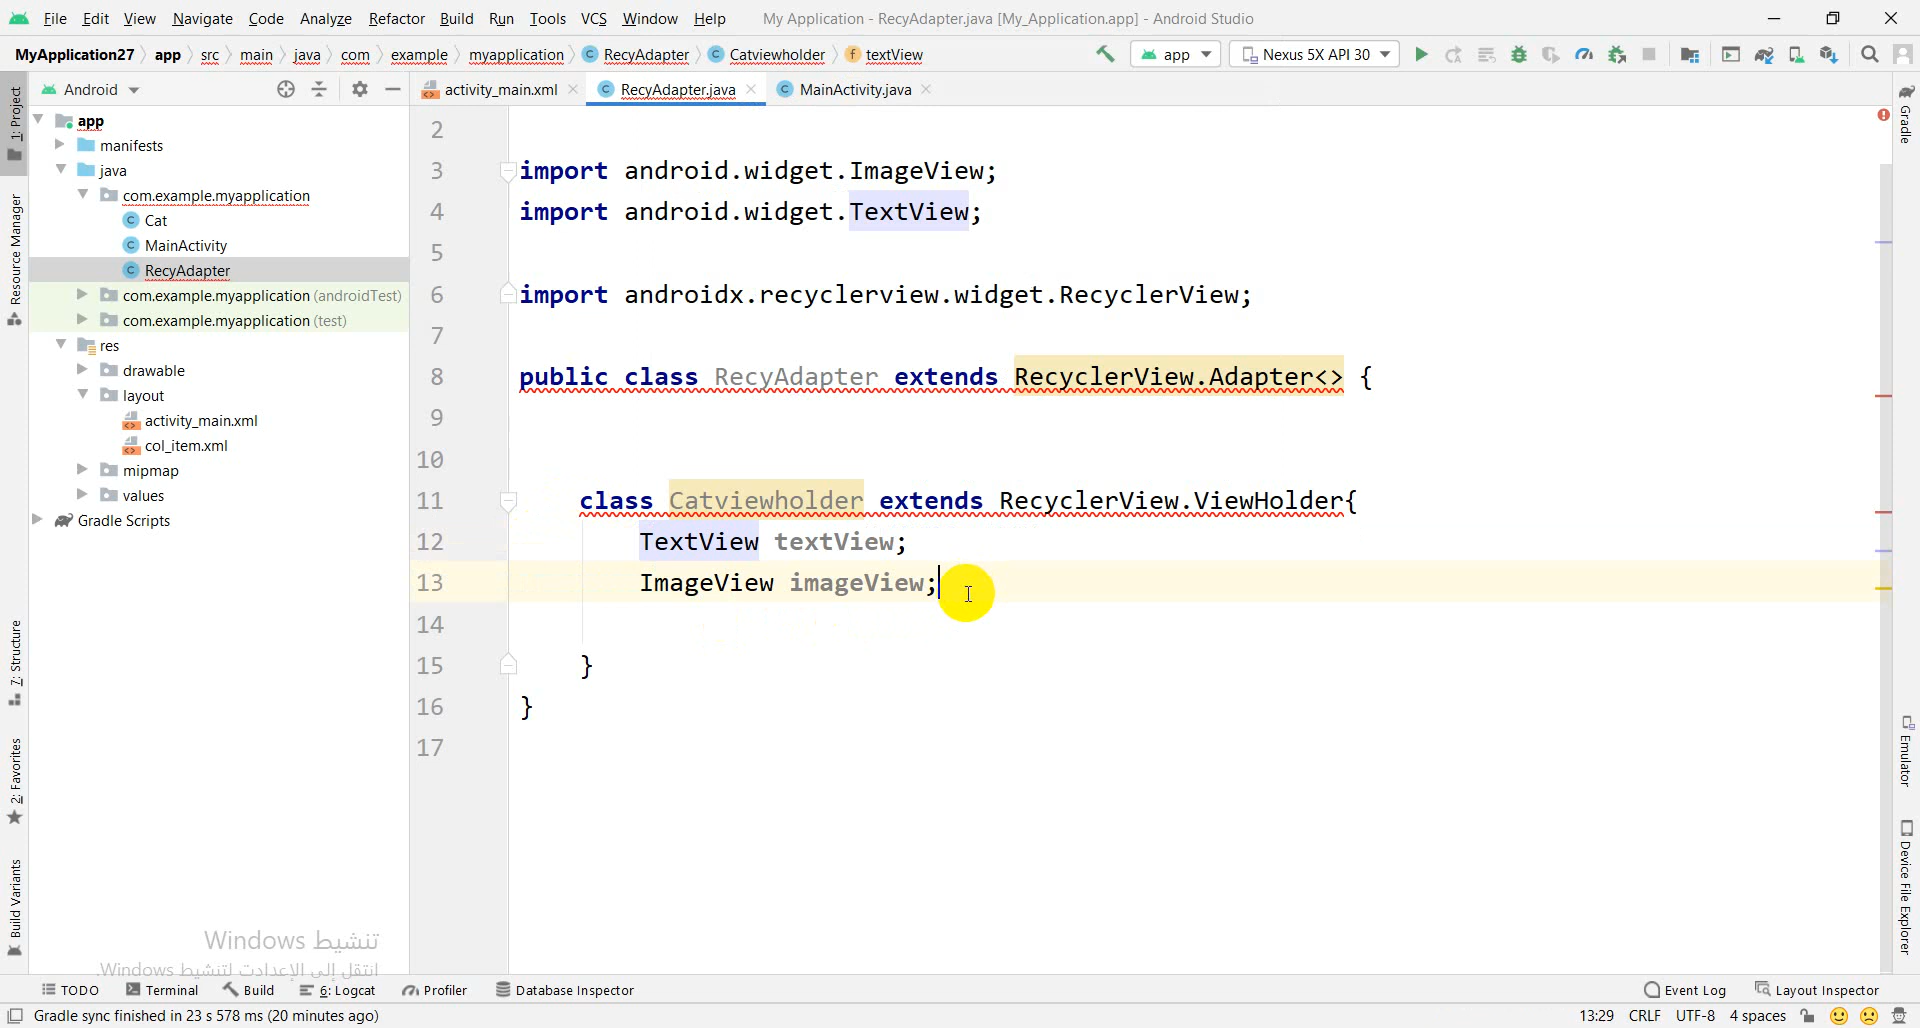 File Edit View Navigate Code Analyze Refactor Build Run Tools VCS Window Help My Application - RecyAdapter.java [My_Application.app] - Android Studio
MyApplication27 app src main java com example myapplication RecyAdapter Catviewholder textView app Nexus 5X API 30
Android activity_main.xml RecyAdapter.java MainActivity.java
1: Project
Resource Manager
7: Structure
2: Favorites
Build Variants
app
manifests
java
com.example.myapplication
Cat
MainActivity
RecyAdapter
com.example.myapplication (androidTest)
com.example.myapplication (test)
res
drawable
layout
activity_main.xml
col_item.xml
mipmap
values
Gradle Scripts
2
3 import android.widget.ImageView;
4 import android.widget.TextView;
5
6 import androidx.recyclerview.widget.RecyclerView;
7
8 public class RecyAdapter extends RecyclerView.Adapter<> {
9
10
11 class Catviewholder extends RecyclerView.ViewHolder{
12 TextView textView;
13 ImageView imageView;
14
15 }
16 }
17
Gradle
Emulator
Device File Explorer
تنشيط Windows
انتقل إلى الإعدادت لتنشيط Windows.
TODO Terminal Build 6: Logcat Profiler Database Inspector Event Log Layout Inspector
Gradle sync finished in 23 s 578 ms (20 minutes ago) 13:29 CRLF UTF-8 4 spaces